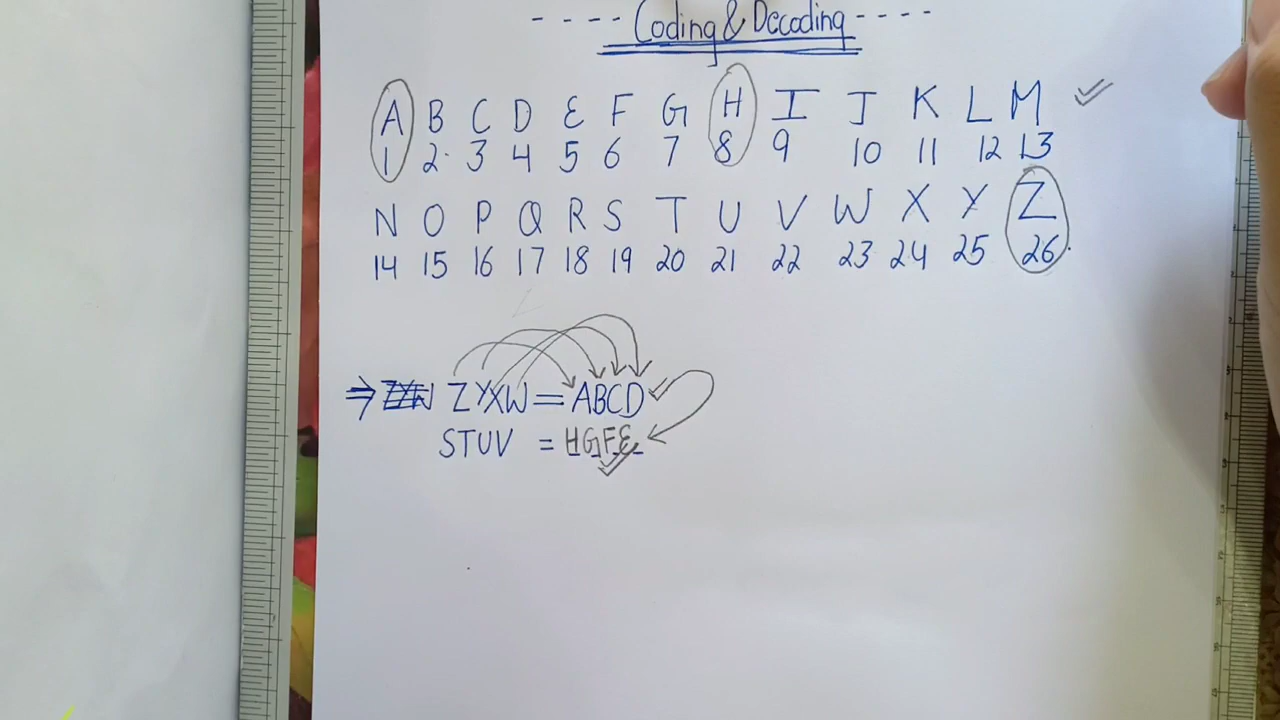 ---- Coding & Decoding ----
A B C D E F G H I J K L M
1 2 3 4 5 6 7 8 9 10 11 12 13
N O P Q R S T U V W X Y Z
14 15 16 17 18 19 20 21 22 23 24 25 26
⇒ ZYXW = ABCD
STUV = HGFE